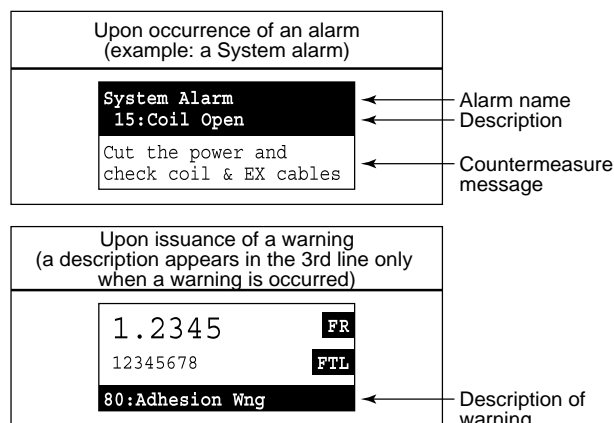 Upon occurrence of an alarm
(example: a System alarm)
System Alarm
15:Coil Open
Cut the power and
check coil & EX cables
Alarm name
Description
Countermeasure
message
Upon issuance of a warning
(a description appears in the 3rd line only
when a warning is occurred)
1.2345 FR
12345678 FTL
80:Adhesion Wng
Description of
warning